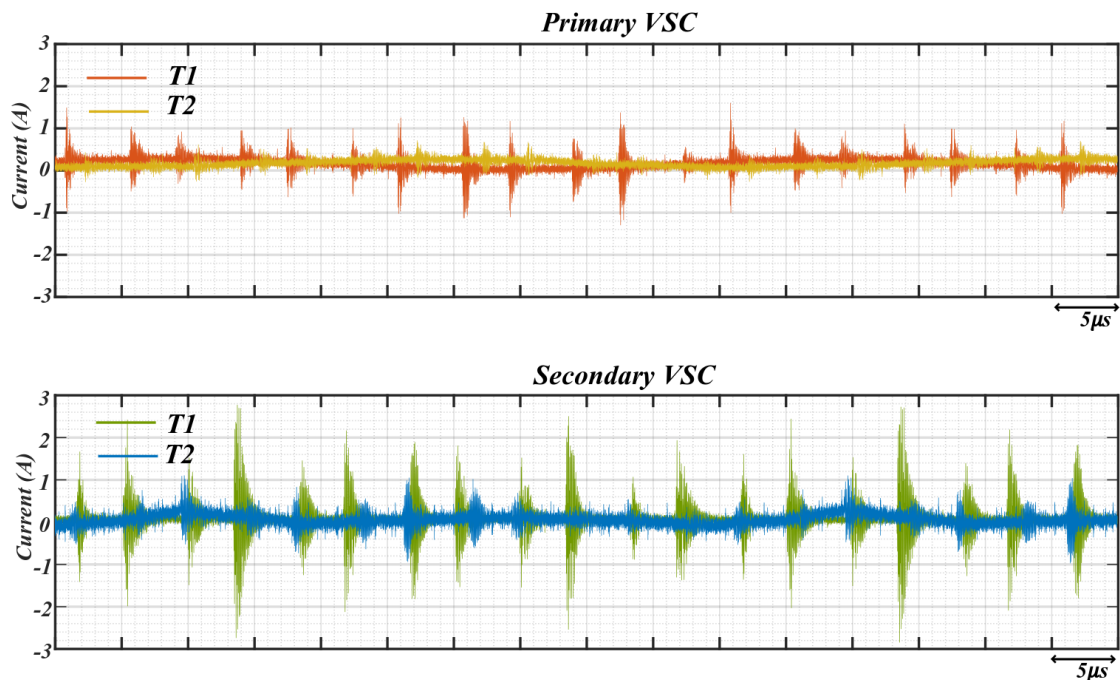 Primary VSC
3
2
1
0
-1
-2
-3
Current (A)
T1
T2
5μs
Secondary VSC
3
2
1
0
-1
-2
-3
Current (A)
T1
T2
5μs